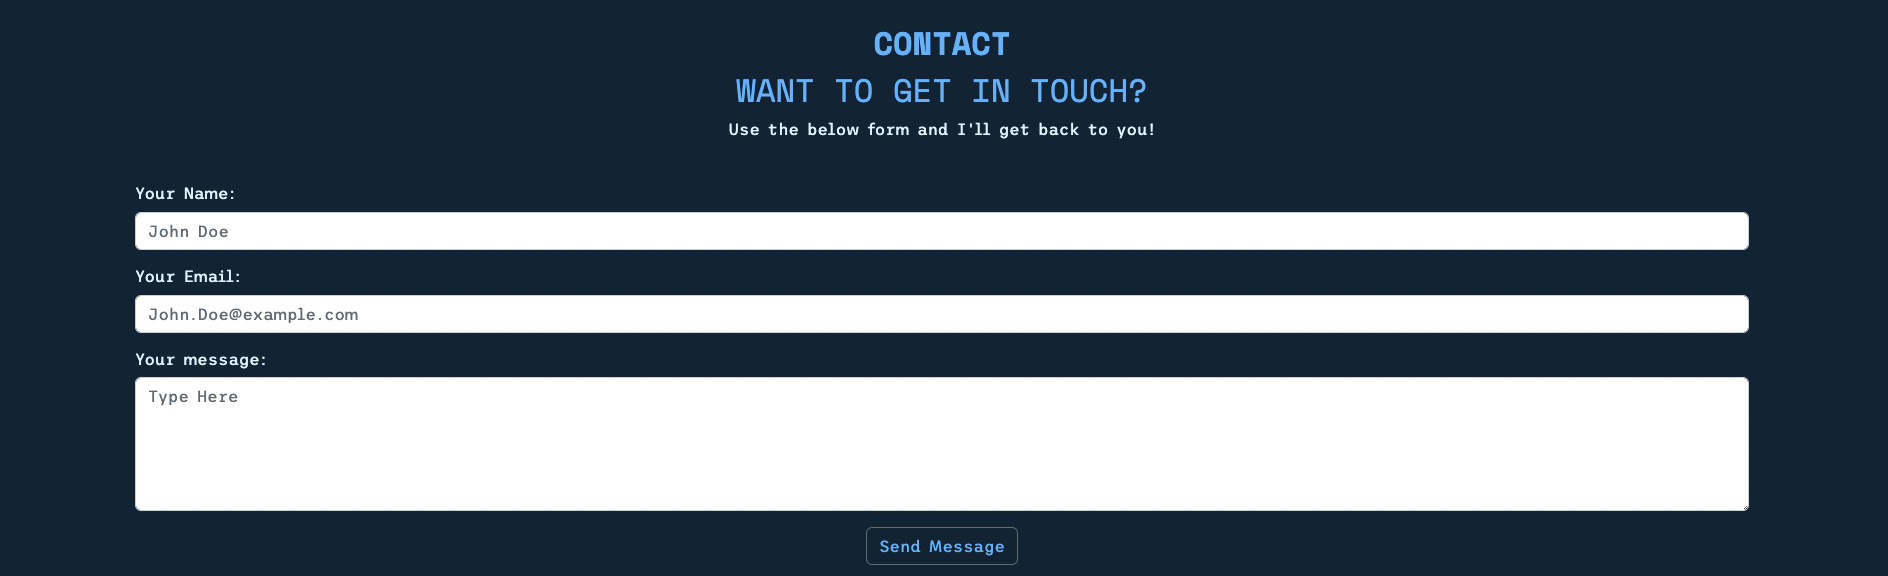 CONTACT
WANT TO GET IN TOUCH?
Use the below form and I'll get back to you!
Your Name:
John Doe
Your Email:
John.Doe@example.com
Your message:
Type Here
Send Message